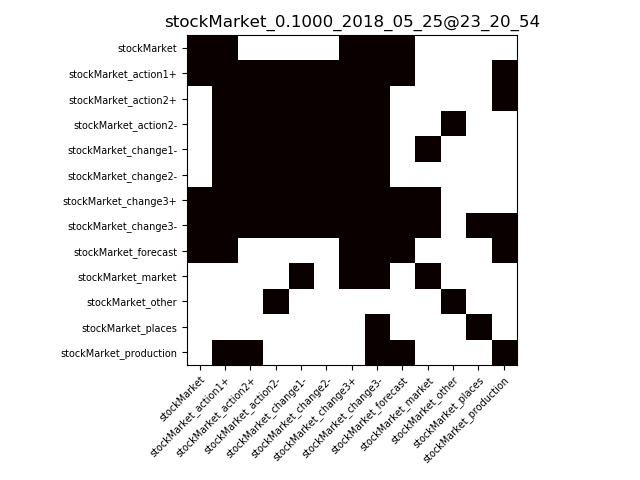 stockMarket_0.1000_2018_05_25@23_20_54
stockMarket
stockMarket_action1+
stockMarket_action2+
stockMarket_action2-
stockMarket_change1-
stockMarket_change2-
stockMarket_change3+
stockMarket_change3-
stockMarket_forecast
stockMarket_market
stockMarket_other
stockMarket_places
stockMarket_production
stockMarket
stockMarket_action1+
stockMarket_action2+
stockMarket_action2-
stockMarket_change1-
stockMarket_change2-
stockMarket_change3+
stockMarket_change3-
stockMarket_forecast
stockMarket_market
stockMarket_other
stockMarket_places
stockMarket_production